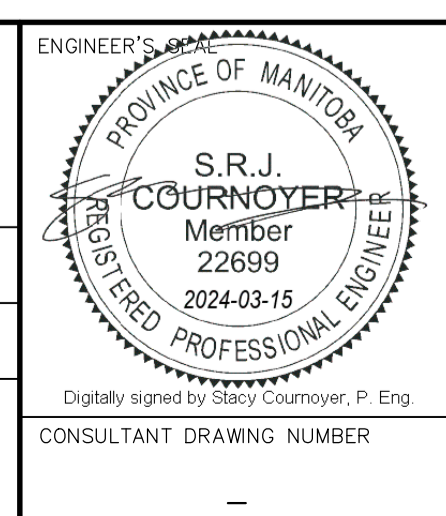 ENGINEER'S SEAL
PROVINCE OF MANITOBA
S.R.J.
COURNOYER
Member
22699
2024-03-15
REGISTERED PROFESSIONAL ENGINEER
Digitally signed by Stacy Cournoyer, P. Eng.
CONSULTANT DRAWING NUMBER
–